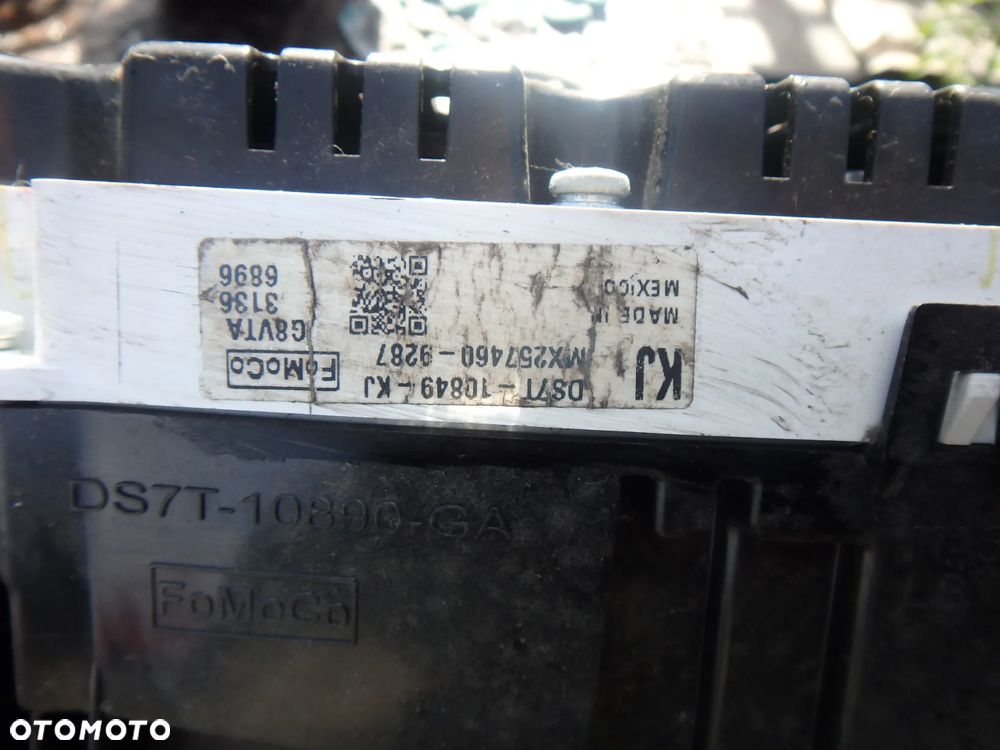 KJ
DS7T-10849-KJ
MX257460-9287
MADE IN
MEXICO
FoMoCo
G8VTA
3136
6896
DS7T-10890-GA
FoMoCo
OTOMOTO